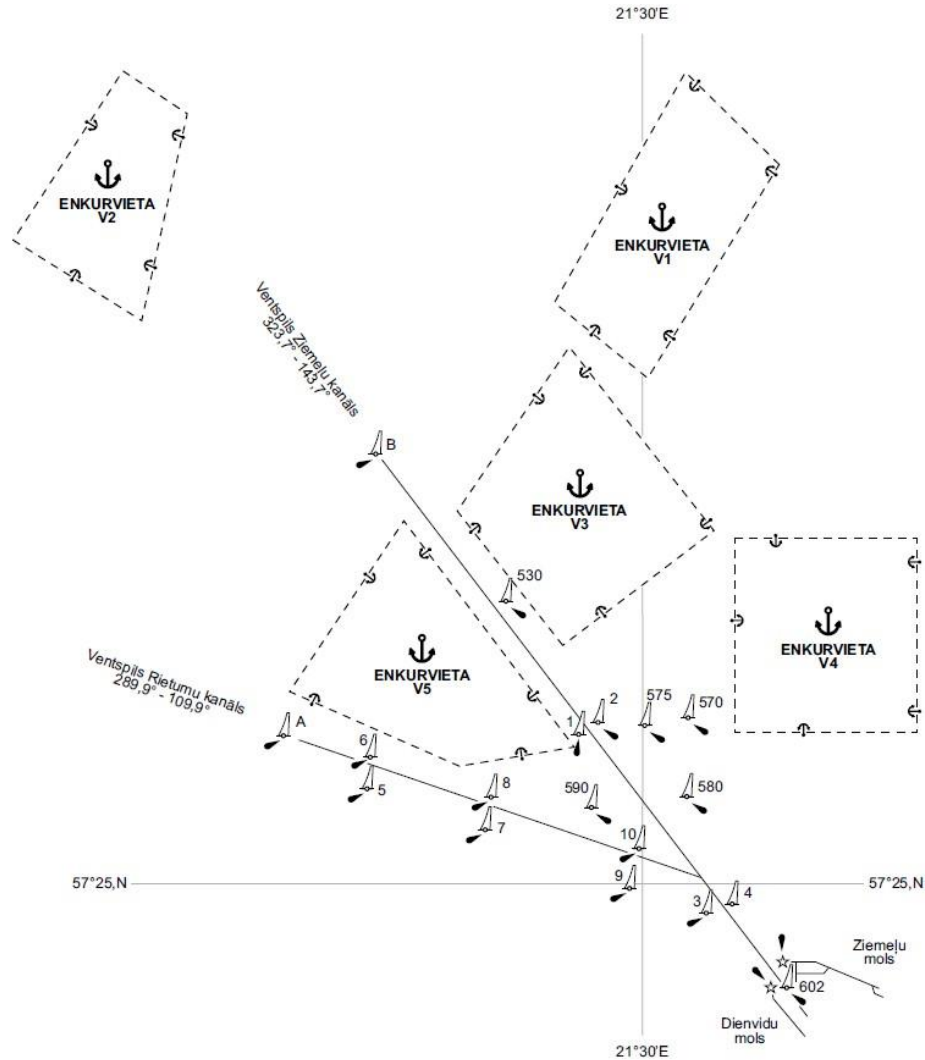 21°30'E
ENKURVIETA
V2
ENKURVIETA
V1
Ventspils Ziemeļu kanāls
323,7° - 143,7°
B
ENKURVIETA
V3
530
ENKURVIETA
V4
ENKURVIETA
V5
Ventspils Rietumu kanāls
289,9° - 109,9°
A
1
2
575
570
6
5
8
7
590
580
10
9
57°25,N
57°25,N
3
4
Ziemeļu
mols
602
Dienvidu
mols
21°30'E